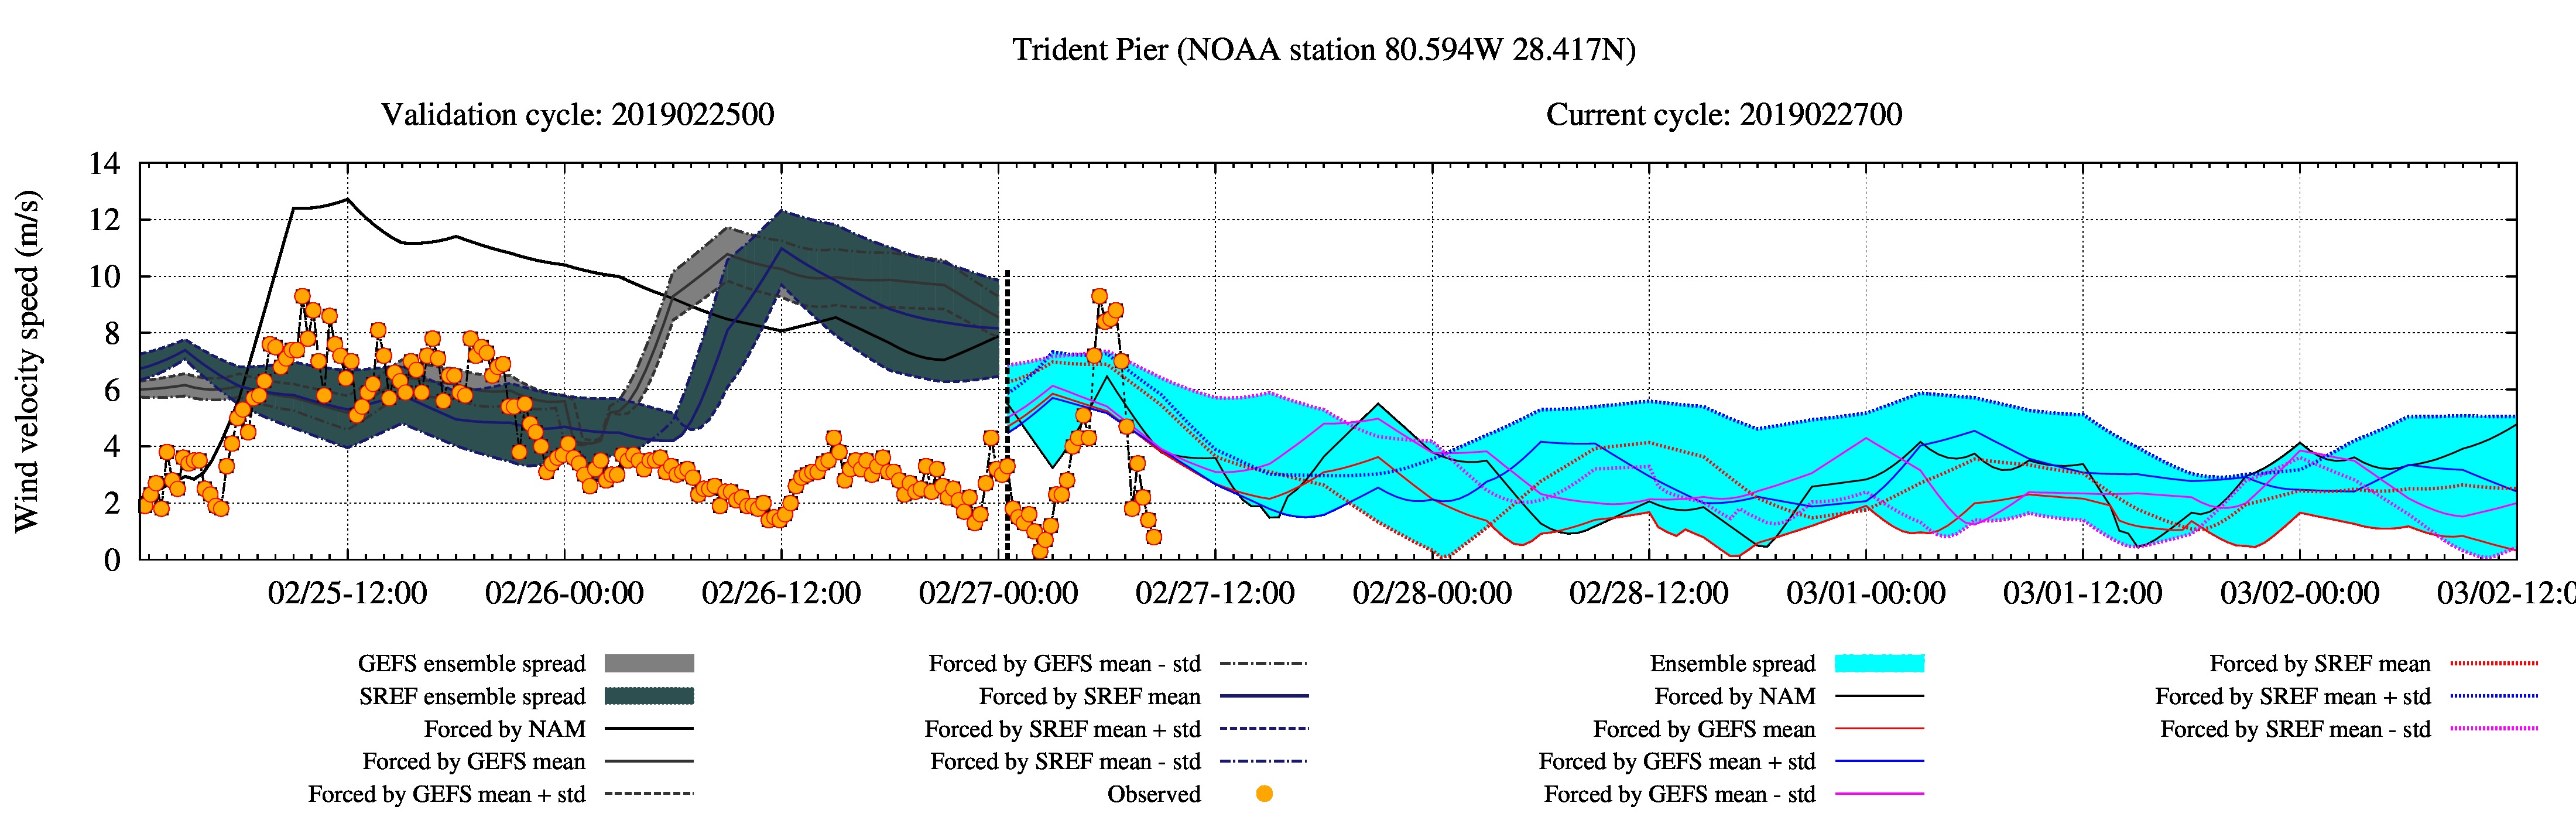 Trident Pier (NOAA station 80.594W 28.417N)
Validation cycle: 2019022500
Current cycle: 2019022700
Wind velocity speed (m/s)
14
12
10
8
6
4
2
0
02/25-12:00 02/26-00:00 02/26-12:00 02/27-00:00 02/27-12:00 02/28-00:00 02/28-12:00 03/01-00:00 03/01-12:00 03/02-00:00 03/02-12:0
GEFS ensemble spread
SREF ensemble spread
Forced by NAM
Forced by GEFS mean
Forced by GEFS mean + std
Forced by GEFS mean - std
Forced by SREF mean
Forced by SREF mean + std
Forced by SREF mean - std
Observed
Ensemble spread
Forced by NAM
Forced by GEFS mean
Forced by GEFS mean + std
Forced by GEFS mean - std
Forced by SREF mean
Forced by SREF mean + std
Forced by SREF mean - std